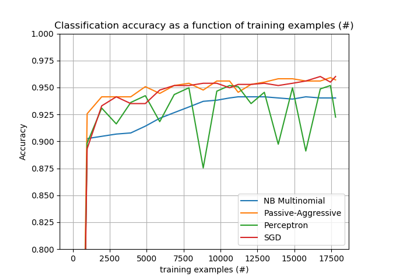 Classification accuracy as a function of training examples (#)
1.000
0.975
0.950
0.925
0.900
0.875
0.850
0.825
0.800
Accuracy
NB Multinomial
Passive-Aggressive
Perceptron
SGD
0 2500 5000 7500 10000 12500 15000 17500
training examples (#)